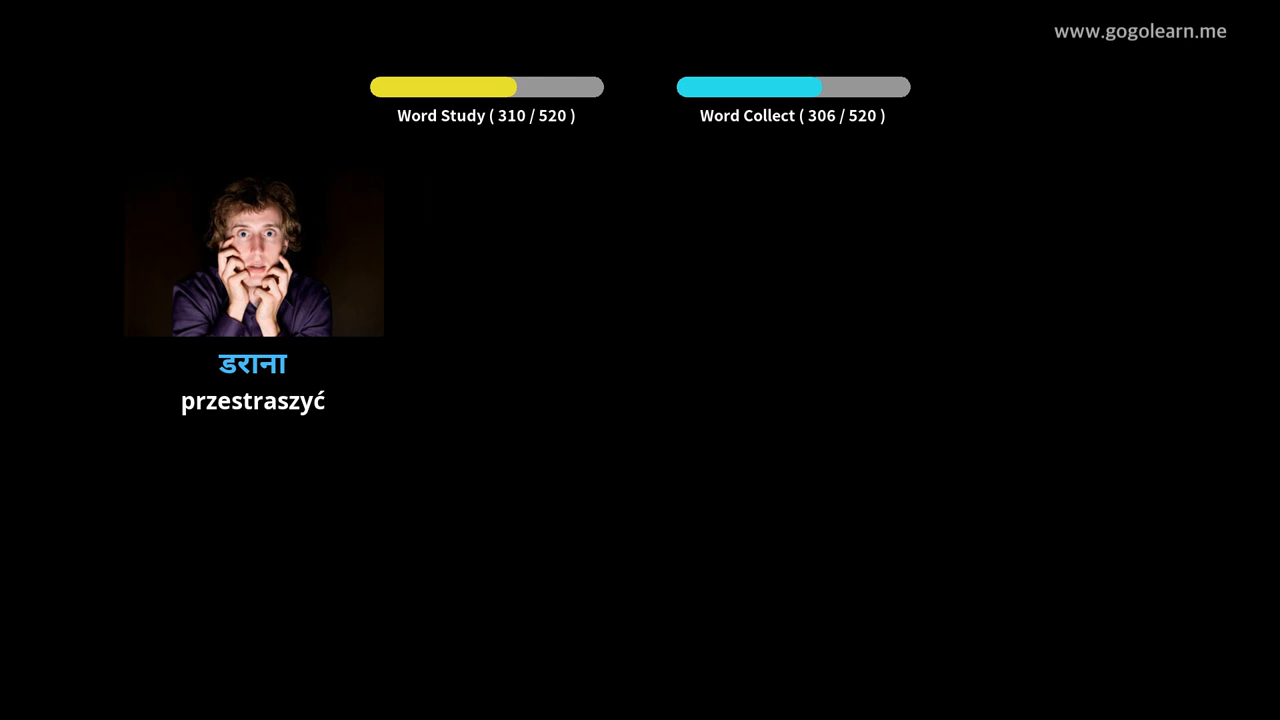 www.gogolearn.me
Word Study ( 310 / 520 )
Word Collect ( 306 / 520 )
डराना
przestraszyć